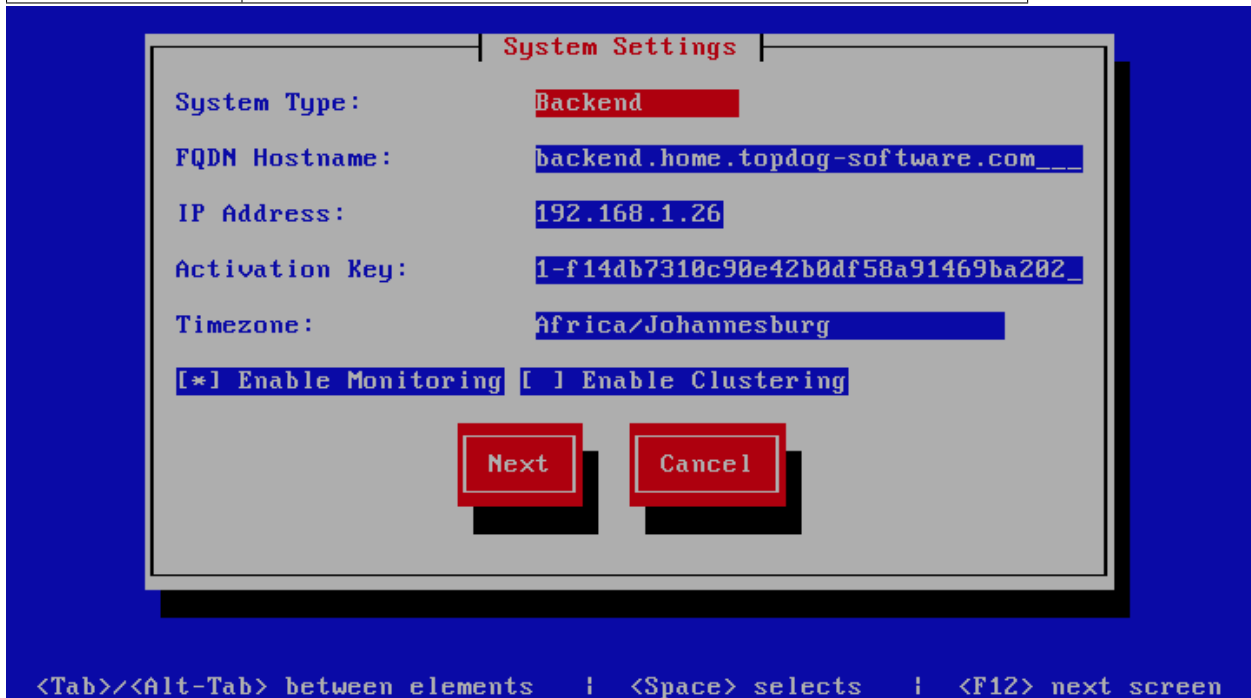 System Settings
System Type: Backend
FQDN Hostname: backend.home.topdog-software.com___
IP Address: 192.168.1.26
Activation Key: 1-f14db7310c90e42b0df58a91469ba202_
Timezone: Africa/Johannesburg
[*] Enable Monitoring [ ] Enable Clustering
Next Cancel
<Tab>/<Alt-Tab> between elements | <Space> selects | <F12> next screen